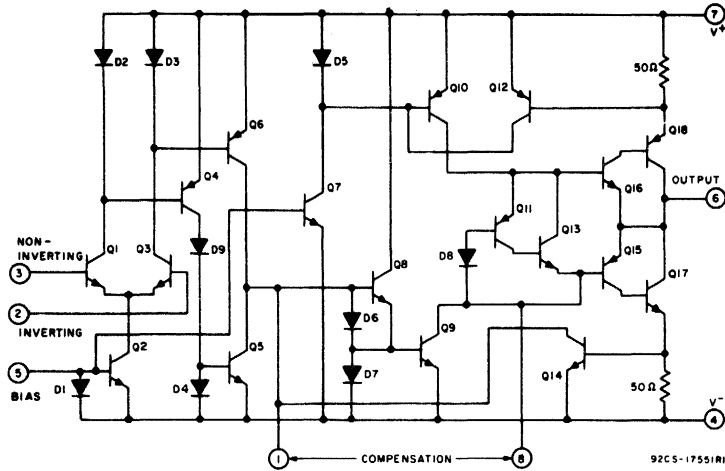 7
V+
D2
D3
D5
50Ω
Q10
Q12
Q6
Q18
Q4
Q7
OUTPUT
Q16
6
Q11
Q13
NON-
INVERTING
Q1
Q3
D9
D8
Q15
3
Q8
Q17
2
INVERTING
D6
Q9
Q2
5
Q5
BIAS
D1
D4
D7
Q14
50Ω
V-
4
1
COMPENSATION
8
92CS-17551R1